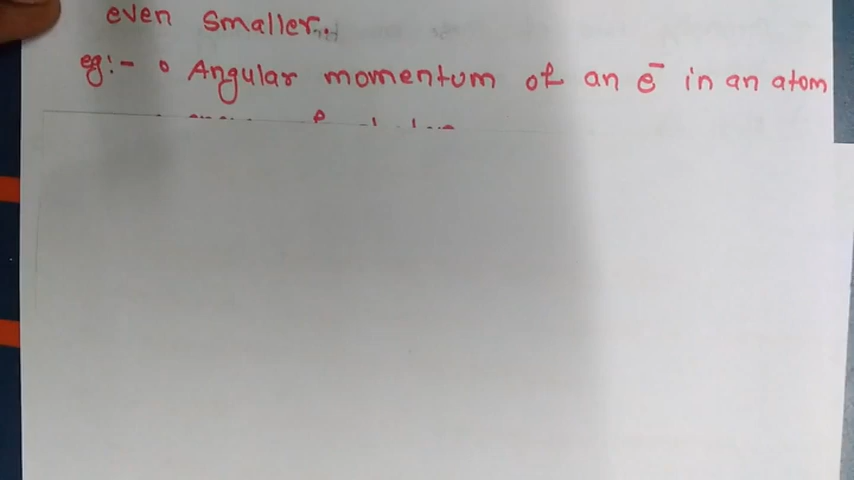 even smaller.
eg:- o Angular momentum of an e⁻ in an atom